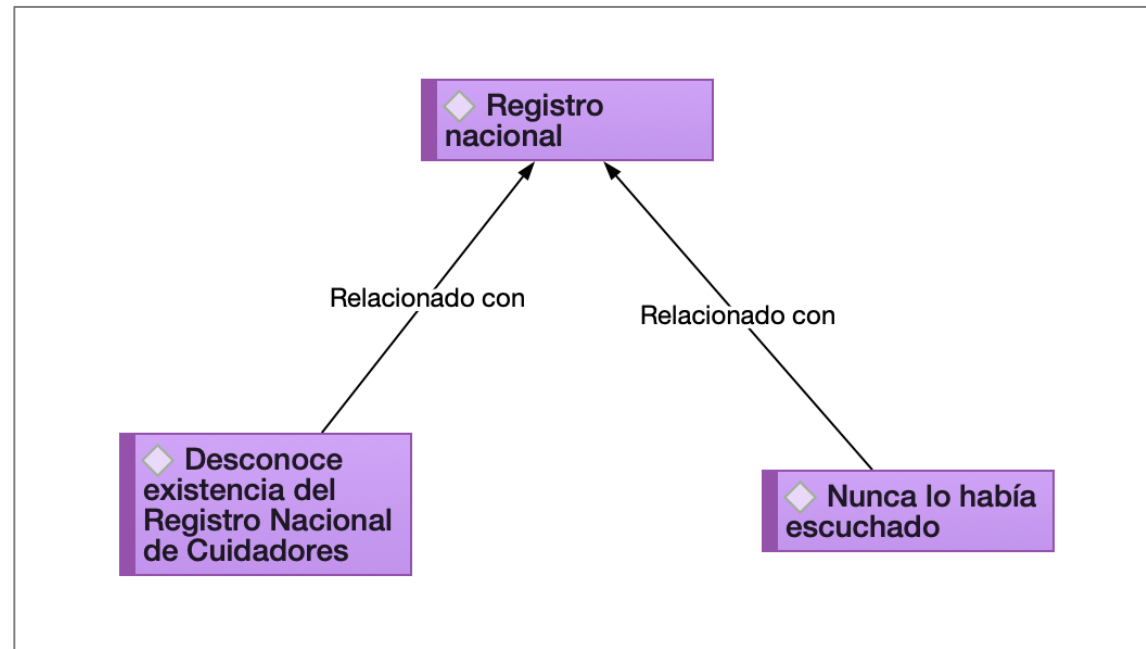 Registro
nacional
Relacionado con
Relacionado con
Desconoce
existencia del
Registro Nacional
de Cuidadores
Nunca lo había
escuchado